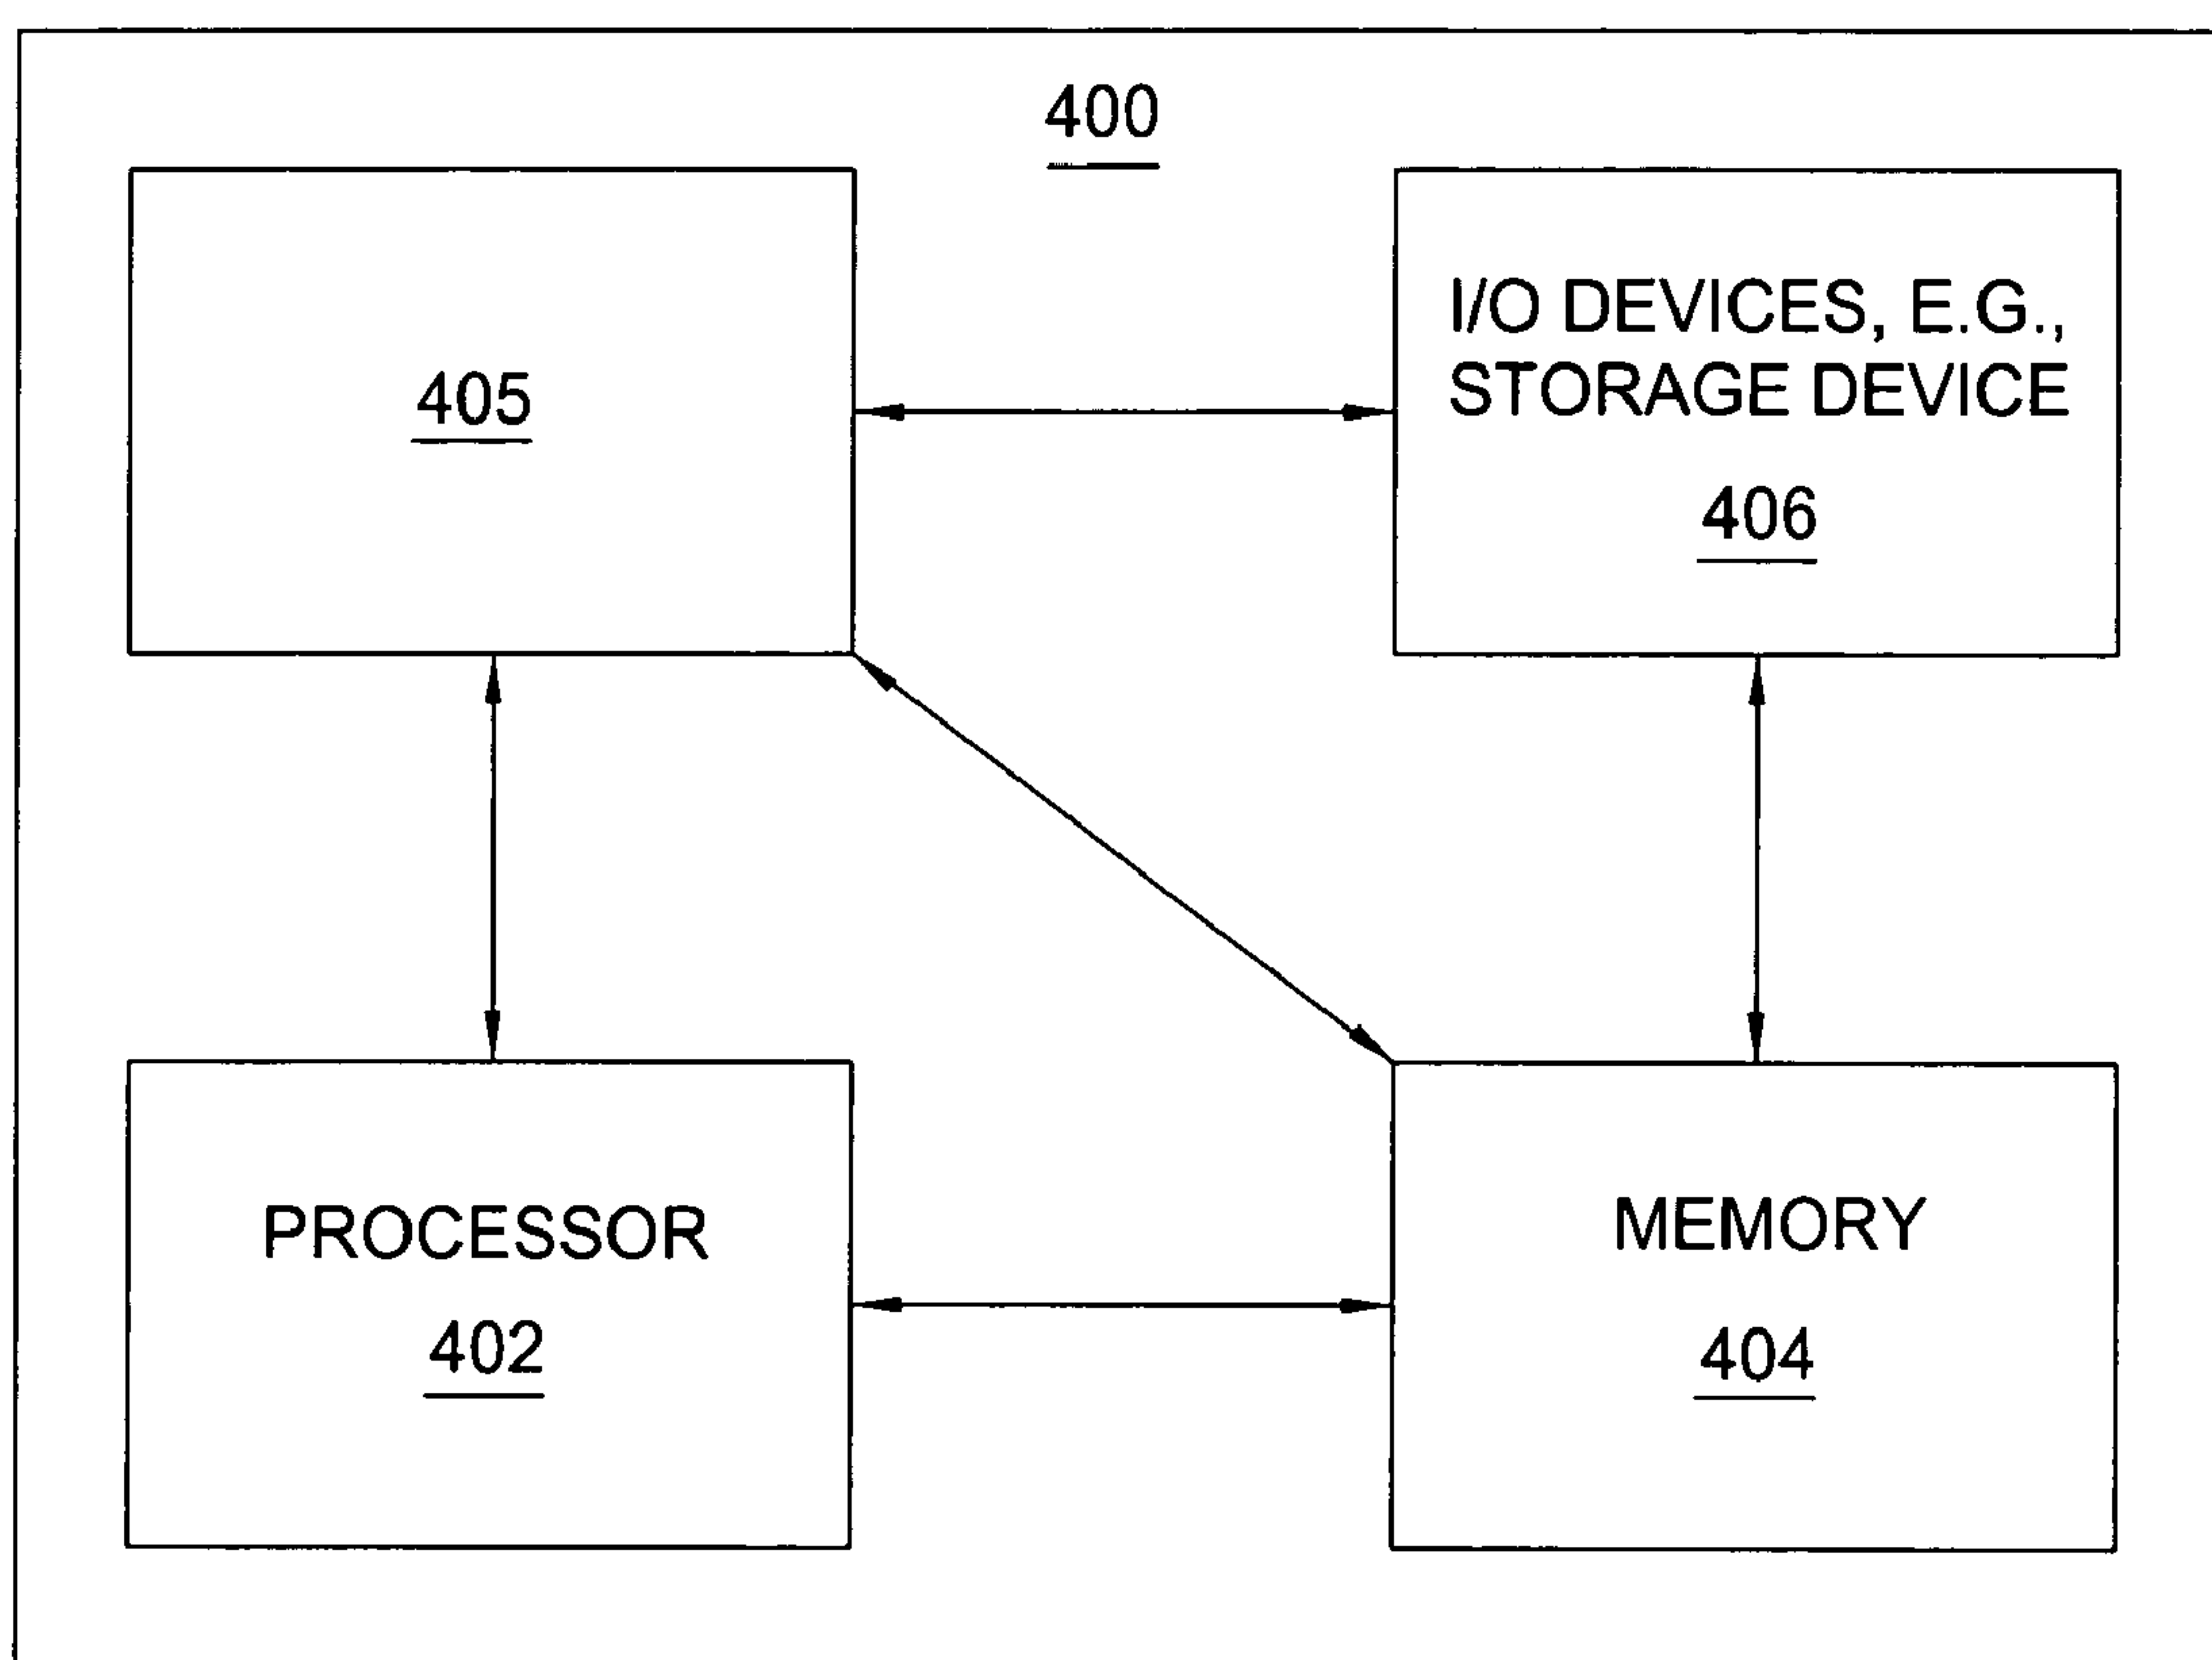 400
405
I/O DEVICES, E.G.,
STORAGE DEVICE
406
PROCESSOR
402
MEMORY
404